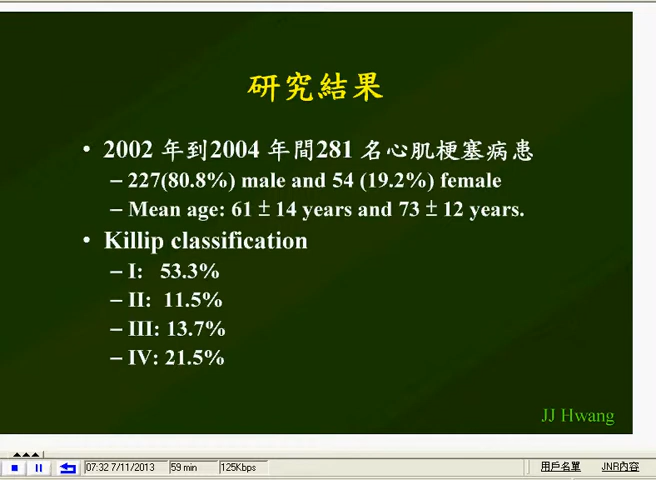 研究結果
• 2002 年到2004 年間281 名心肌梗塞病患
– 227(80.8%) male and 54 (19.2%) female
– Mean age: 61 ± 14 years and 73 ± 12 years.
• Killip classification
– I: 53.3%
– II: 11.5%
– III: 13.7%
– IV: 21.5%
JJ Hwang
07:32 7/11/2013 59 min 125Kbps 用戶名單 JNR內容